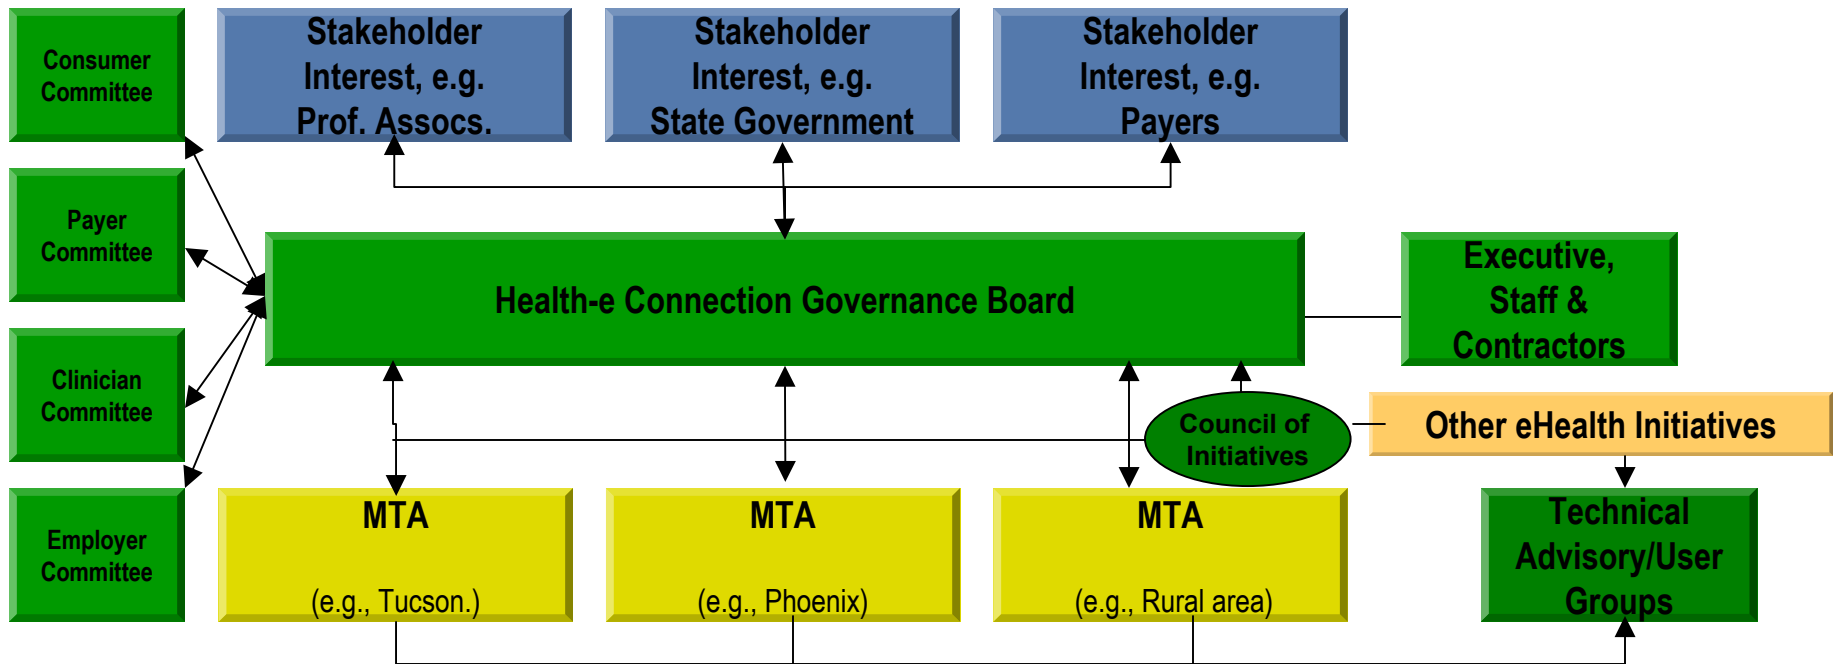 Consumer
Committee
Stakeholder
Interest, e.g.
Prof. Assocs.
Stakeholder
Interest, e.g.
State Government
Stakeholder
Interest, e.g.
Payers
Payer
Committee
Health-e Connection Governance Board
Executive,
Staff &
Contractors
Clinician
Committee
Council of
Initiatives
Other eHealth Initiatives
Employer
Committee
MTA
(e.g., Tucson.)
MTA
(e.g., Phoenix)
MTA
(e.g., Rural area)
Technical
Advisory/User
Groups